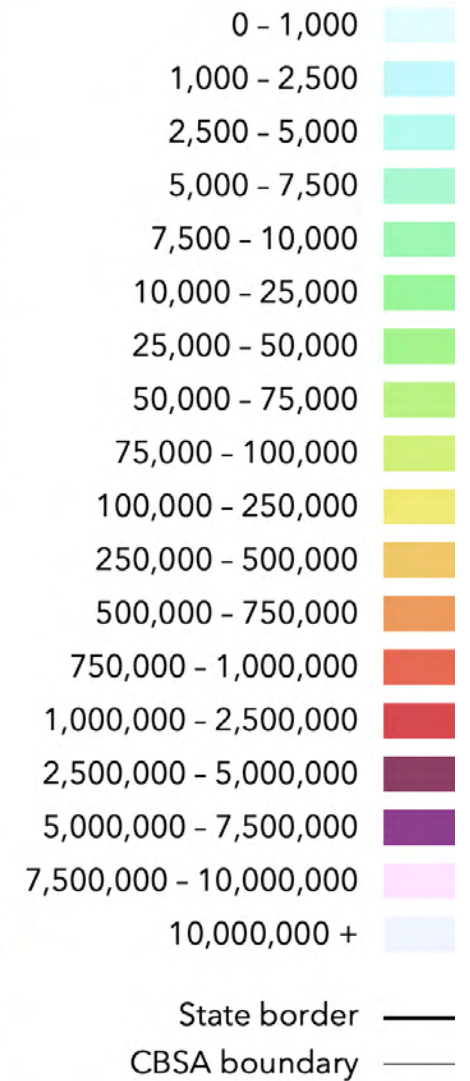 0 – 1,000
1,000 – 2,500
2,500 – 5,000
5,000 – 7,500
7,500 – 10,000
10,000 – 25,000
25,000 – 50,000
50,000 – 75,000
75,000 – 100,000
100,000 – 250,000
250,000 – 500,000
500,000 – 750,000
750,000 – 1,000,000
1,000,000 – 2,500,000
2,500,000 – 5,000,000
5,000,000 – 7,500,000
7,500,000 – 10,000,000
10,000,000 +
State border
CBSA boundary